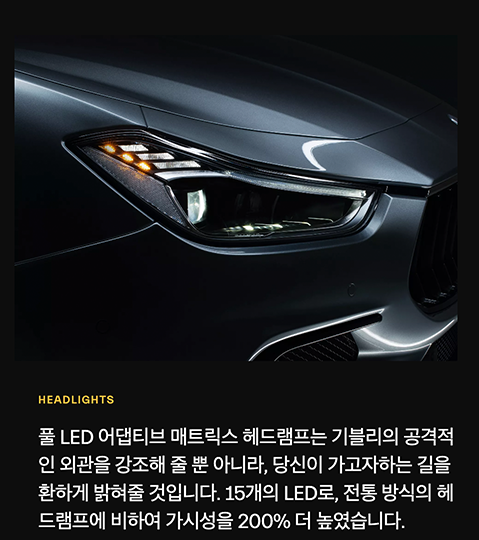 HEADLIGHTS
풀 LED 어댑티브 매트릭스 헤드램프는 기블리의 공격적
인 외관을 강조해 줄 뿐 아니라, 당신이 가고자하는 길을
환하게 밝혀줄 것입니다. 15개의 LED로, 전통 방식의 헤
드램프에 비하여 가시성을 200% 더 높였습니다.